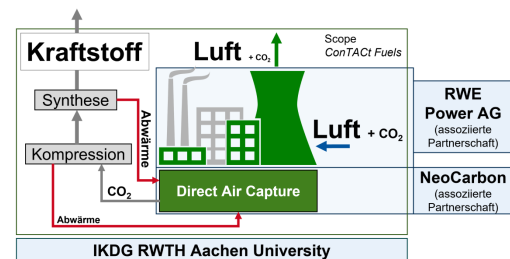 Kraftstoff
Luft + CO₂
Scope
ConTACt Fuels
Synthese
Abwärme
Luft + CO₂
RWE
Power AG
(assoziierte
Partnerschaft)
Kompression
CO₂
Direct Air Capture
NeoCarbon
(assoziierte
Partnerschaft)
Abwärme
IKDG RWTH Aachen University